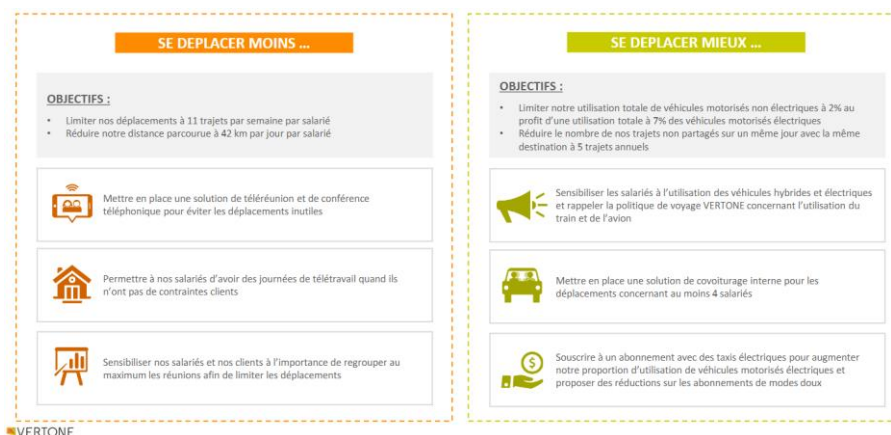 SE DEPLACER MOINS ...
OBJECTIFS :
• Limiter nos déplacements à 11 trajets par semaine par salarié
• Réduire notre distance parcourue à 42 km par jour par salarié
Mettre en place une solution de téléréunion et de conférence
téléphonique pour éviter les déplacements inutiles
Permettre à nos salariés d'avoir des journées de télétravail quand ils
n'ont pas de contraintes clients
Sensibiliser nos salariés et nos clients à l'importance de regrouper au
maximum les réunions afin de limiter les déplacements
SE DEPLACER MIEUX ...
OBJECTIFS :
• Limiter notre utilisation totale de véhicules motorisés non électriques à 2% au
profit d'une utilisation totale à 7% des véhicules motorisés électriques
• Réduire le nombre de nos trajets non partagés sur un même jour avec la même
destination à 5 trajets annuels
Sensibiliser les salariés à l'utilisation des véhicules hybrides et électriques
et rappeler la politique de voyage VERTONE concernant l'utilisation du
train et de l'avion
Mettre en place une solution de covoiturage interne pour les
déplacements concernant au moins 4 salariés
$
Souscrire à un abonnement avec des taxis électriques pour augmenter
notre proportion d'utilisation de véhicules motorisés électriques et
proposer des réductions sur les abonnements de modes doux
VERTONE